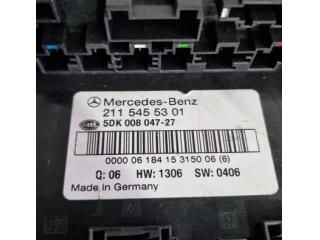 Mercedes-Benz
211 545 53 01
HELLA 5DK 008 047-27
0000 06 184 15 3150 06 (6)
Q: 06 HW: 1306 SW: 0406
Made in Germany